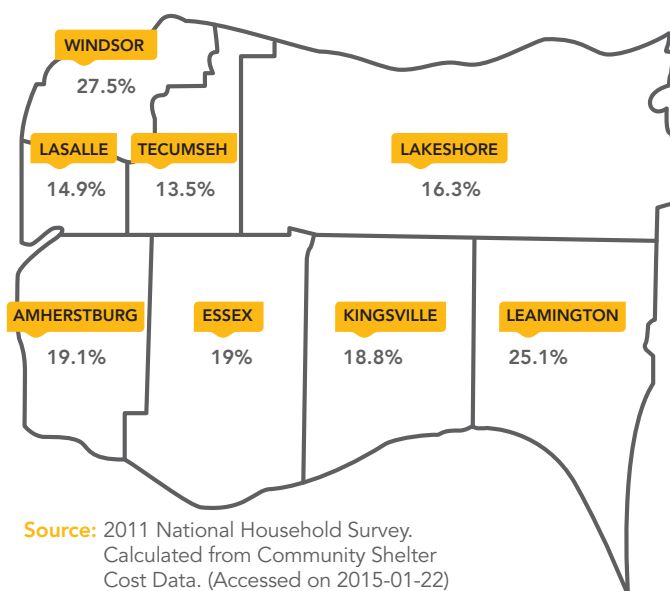 WINDSOR
27.5%
LASALLE
14.9%
TECUMSEH
13.5%
LAKESHORE
16.3%
AMHERSTBURG
19.1%
ESSEX
19%
KINGSVILLE
18.8%
LEAMINGTON
25.1%
Source: 2011 National Household Survey.
Calculated from Community Shelter
Cost Data. (Accessed on 2015-01-22)